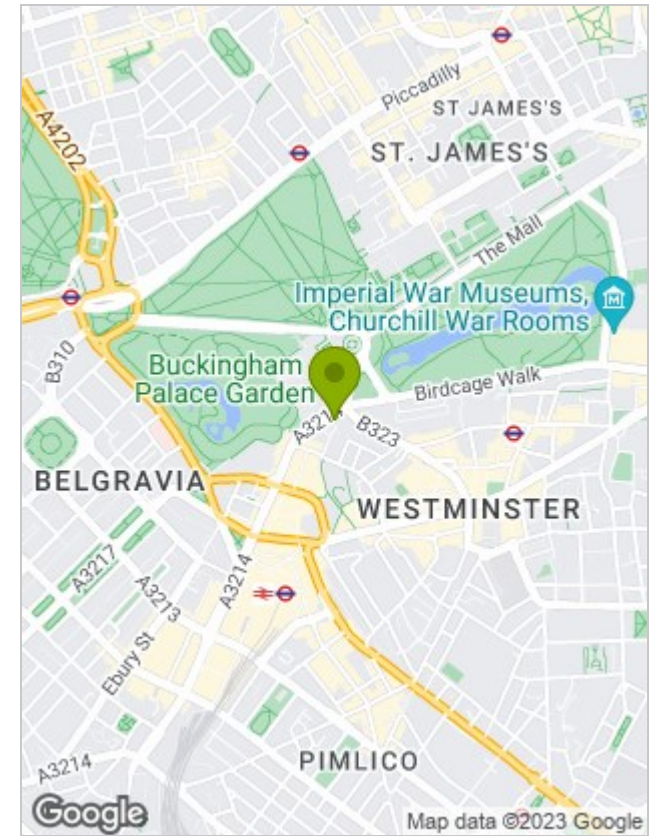 A4202
Piccadilly
ST JAMES'S
ST. JAMES'S
The Mall
Imperial War Museums,
Churchill War Rooms
B310
Buckingham
Palace Garden
Birdcage Walk
A3214
B323
BELGRAVIA
WESTMINSTER
A3217
A3213
A3214
Ebury St
A3214
PIMLICO
Google
Map data ©2023 Google